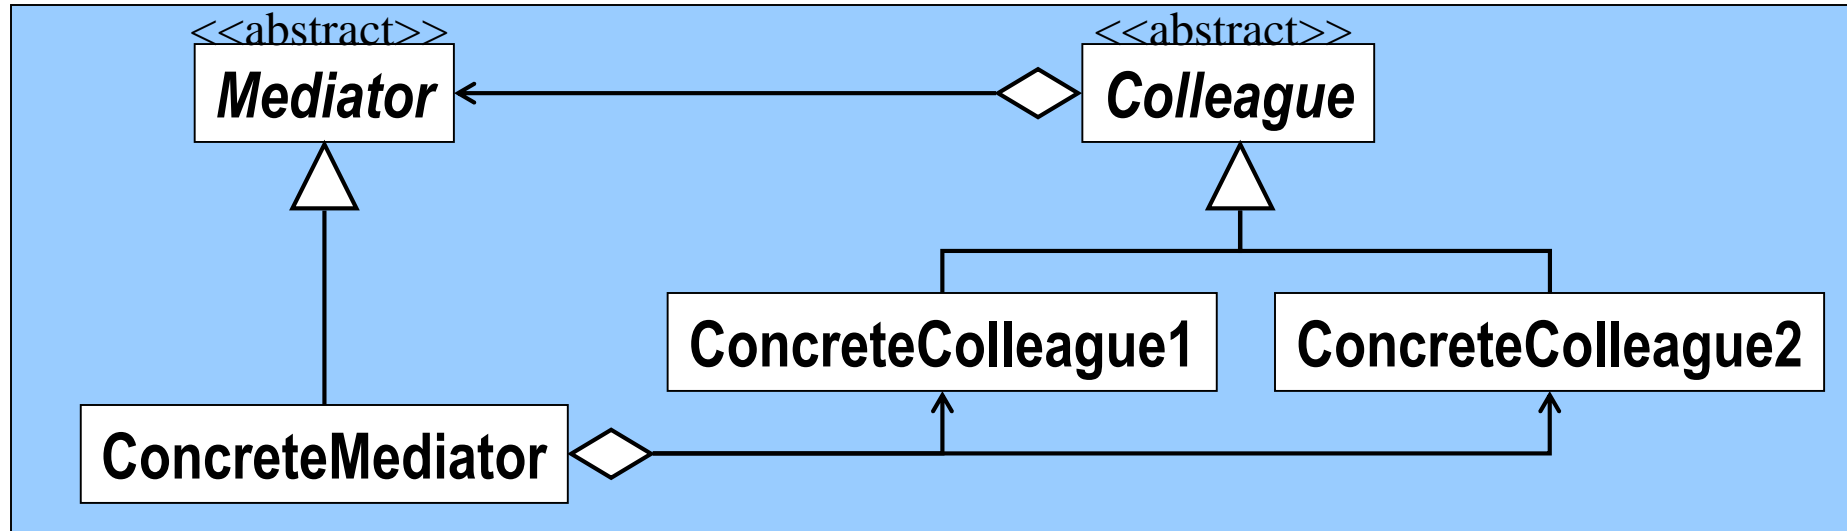 <<abstract>> <<abstract>>
Mediator Colleague
ConcreteColleague1 ConcreteColleague2
ConcreteMediator